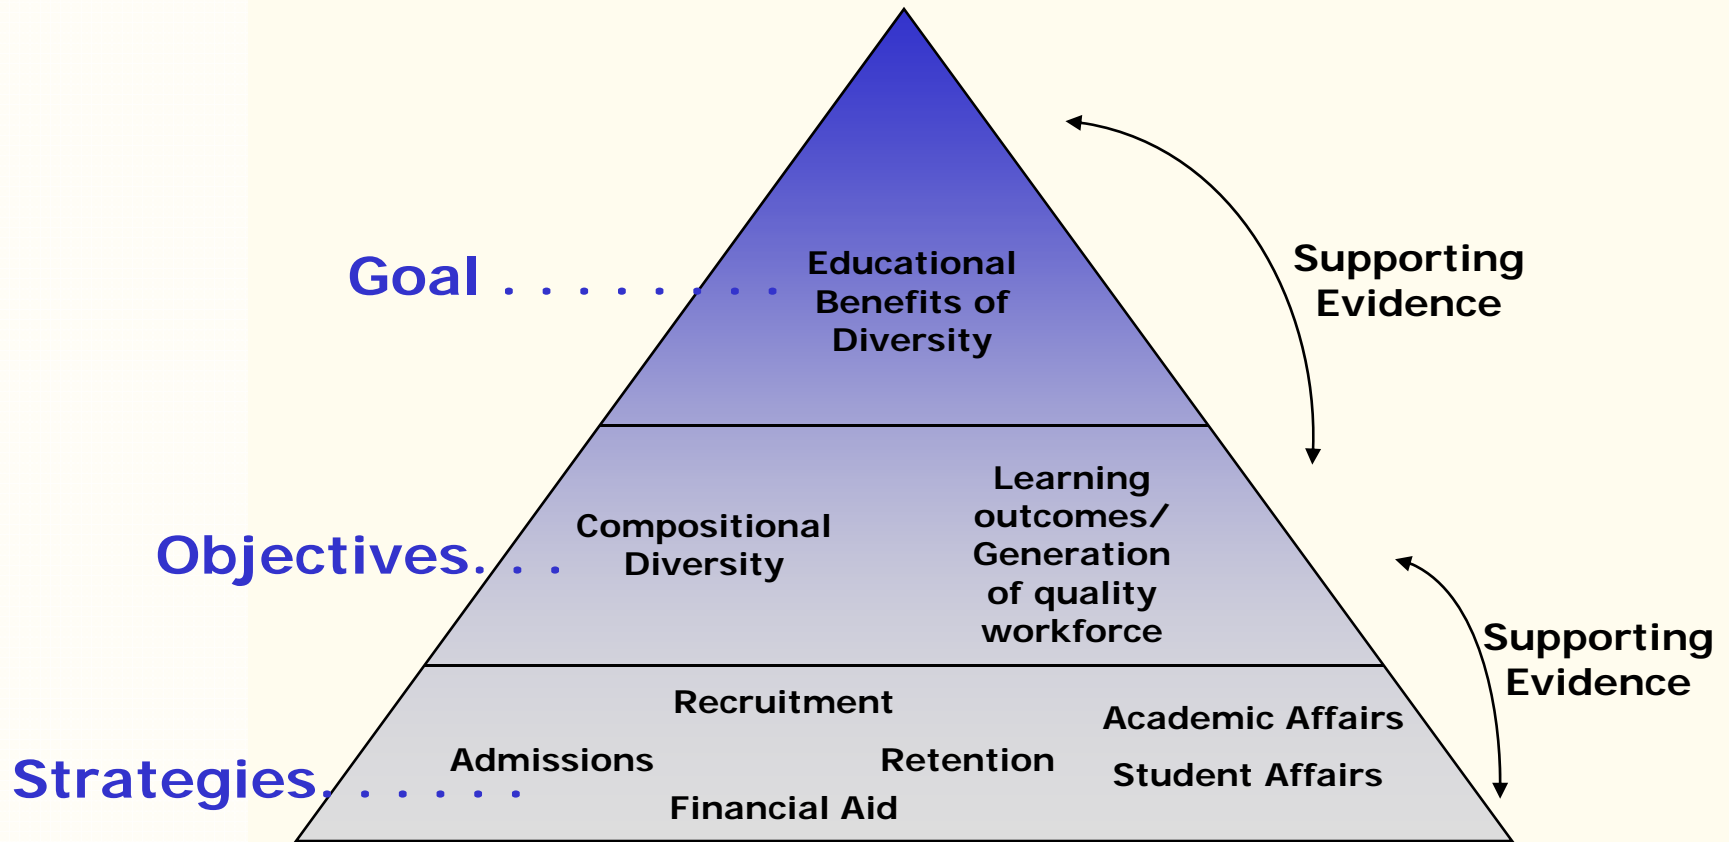 Goal . . . . . . . .
Educational
Benefits of
Diversity
Supporting
Evidence
Objectives. . .
Compositional
Diversity
Learning
outcomes/
Generation
of quality
workforce
Supporting
Evidence
Strategies. . . . . .
Recruitment
Admissions
Retention
Financial Aid
Academic Affairs
Student Affairs